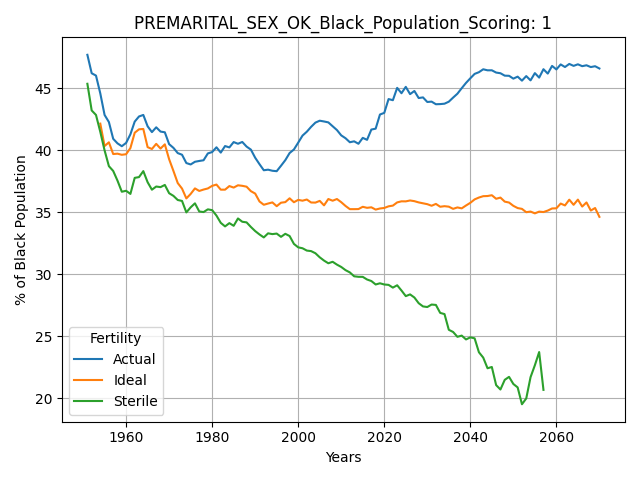 PREMARITAL_SEX_OK_Black_Population_Scoring: 1
% of Black Population
45
40
35
30
25
20
Fertility
Actual
Ideal
Sterile
1960 1980 2000 2020 2040 2060
Years